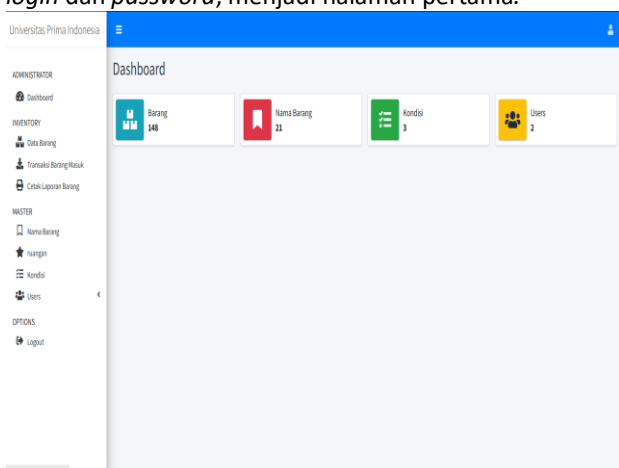 login dan password, menjadi halaman pertama.
Universitas Prima Indonesia
ADMINISTRATOR
Dashboard
INVENTORY
Data Barang
Transaksi Barang Masuk
Cetak Laporan Barang
MASTER
Nama Barang
ruangan
Kondisi
Users
OPTIONS
Logout
Dashboard
Barang
148
Nama Barang
21
Kondisi
3
Users
2